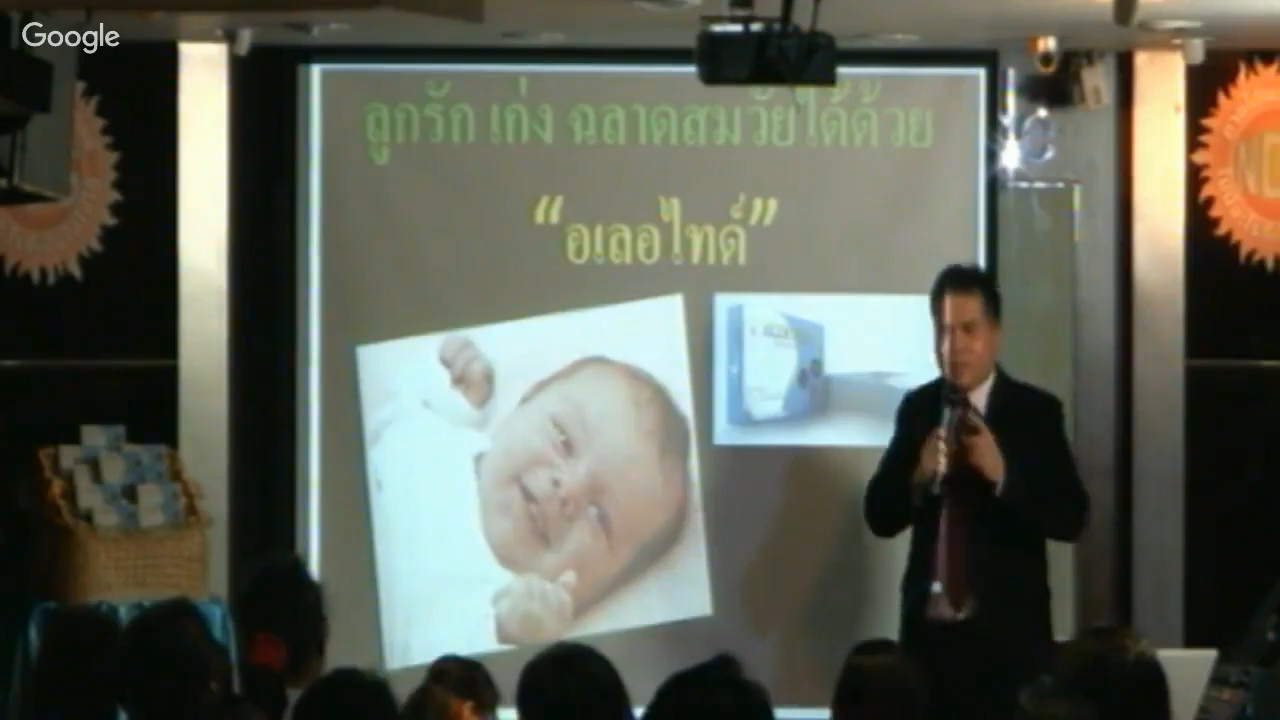 Google
ลูกรัก เก่ง ฉลาดสมวัยได้ด้วย
“อเลอไทด์”